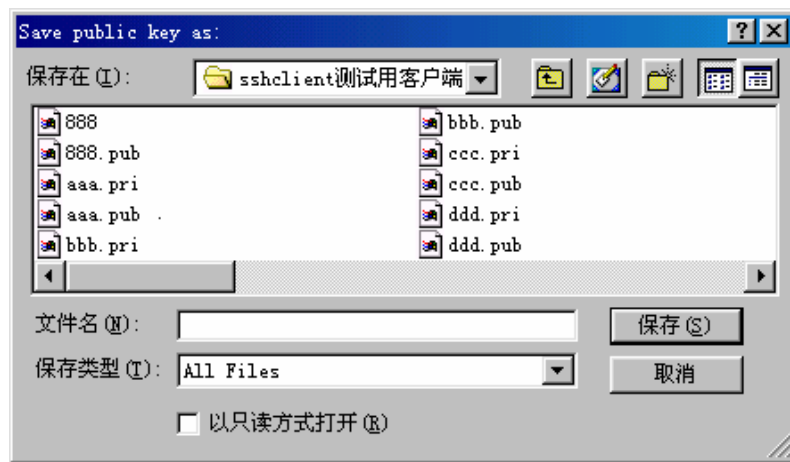 Save public key as:
保存在(I):
sshclient测试用客户端
888
888.pub
aaa.pri
aaa.pub
bbb.pri
bbb.pub
ccc.pri
ccc.pub
ddd.pri
ddd.pub
文件名(N):
保存(S)
保存类型(T):
All Files
取消
以只读方式打开(R)